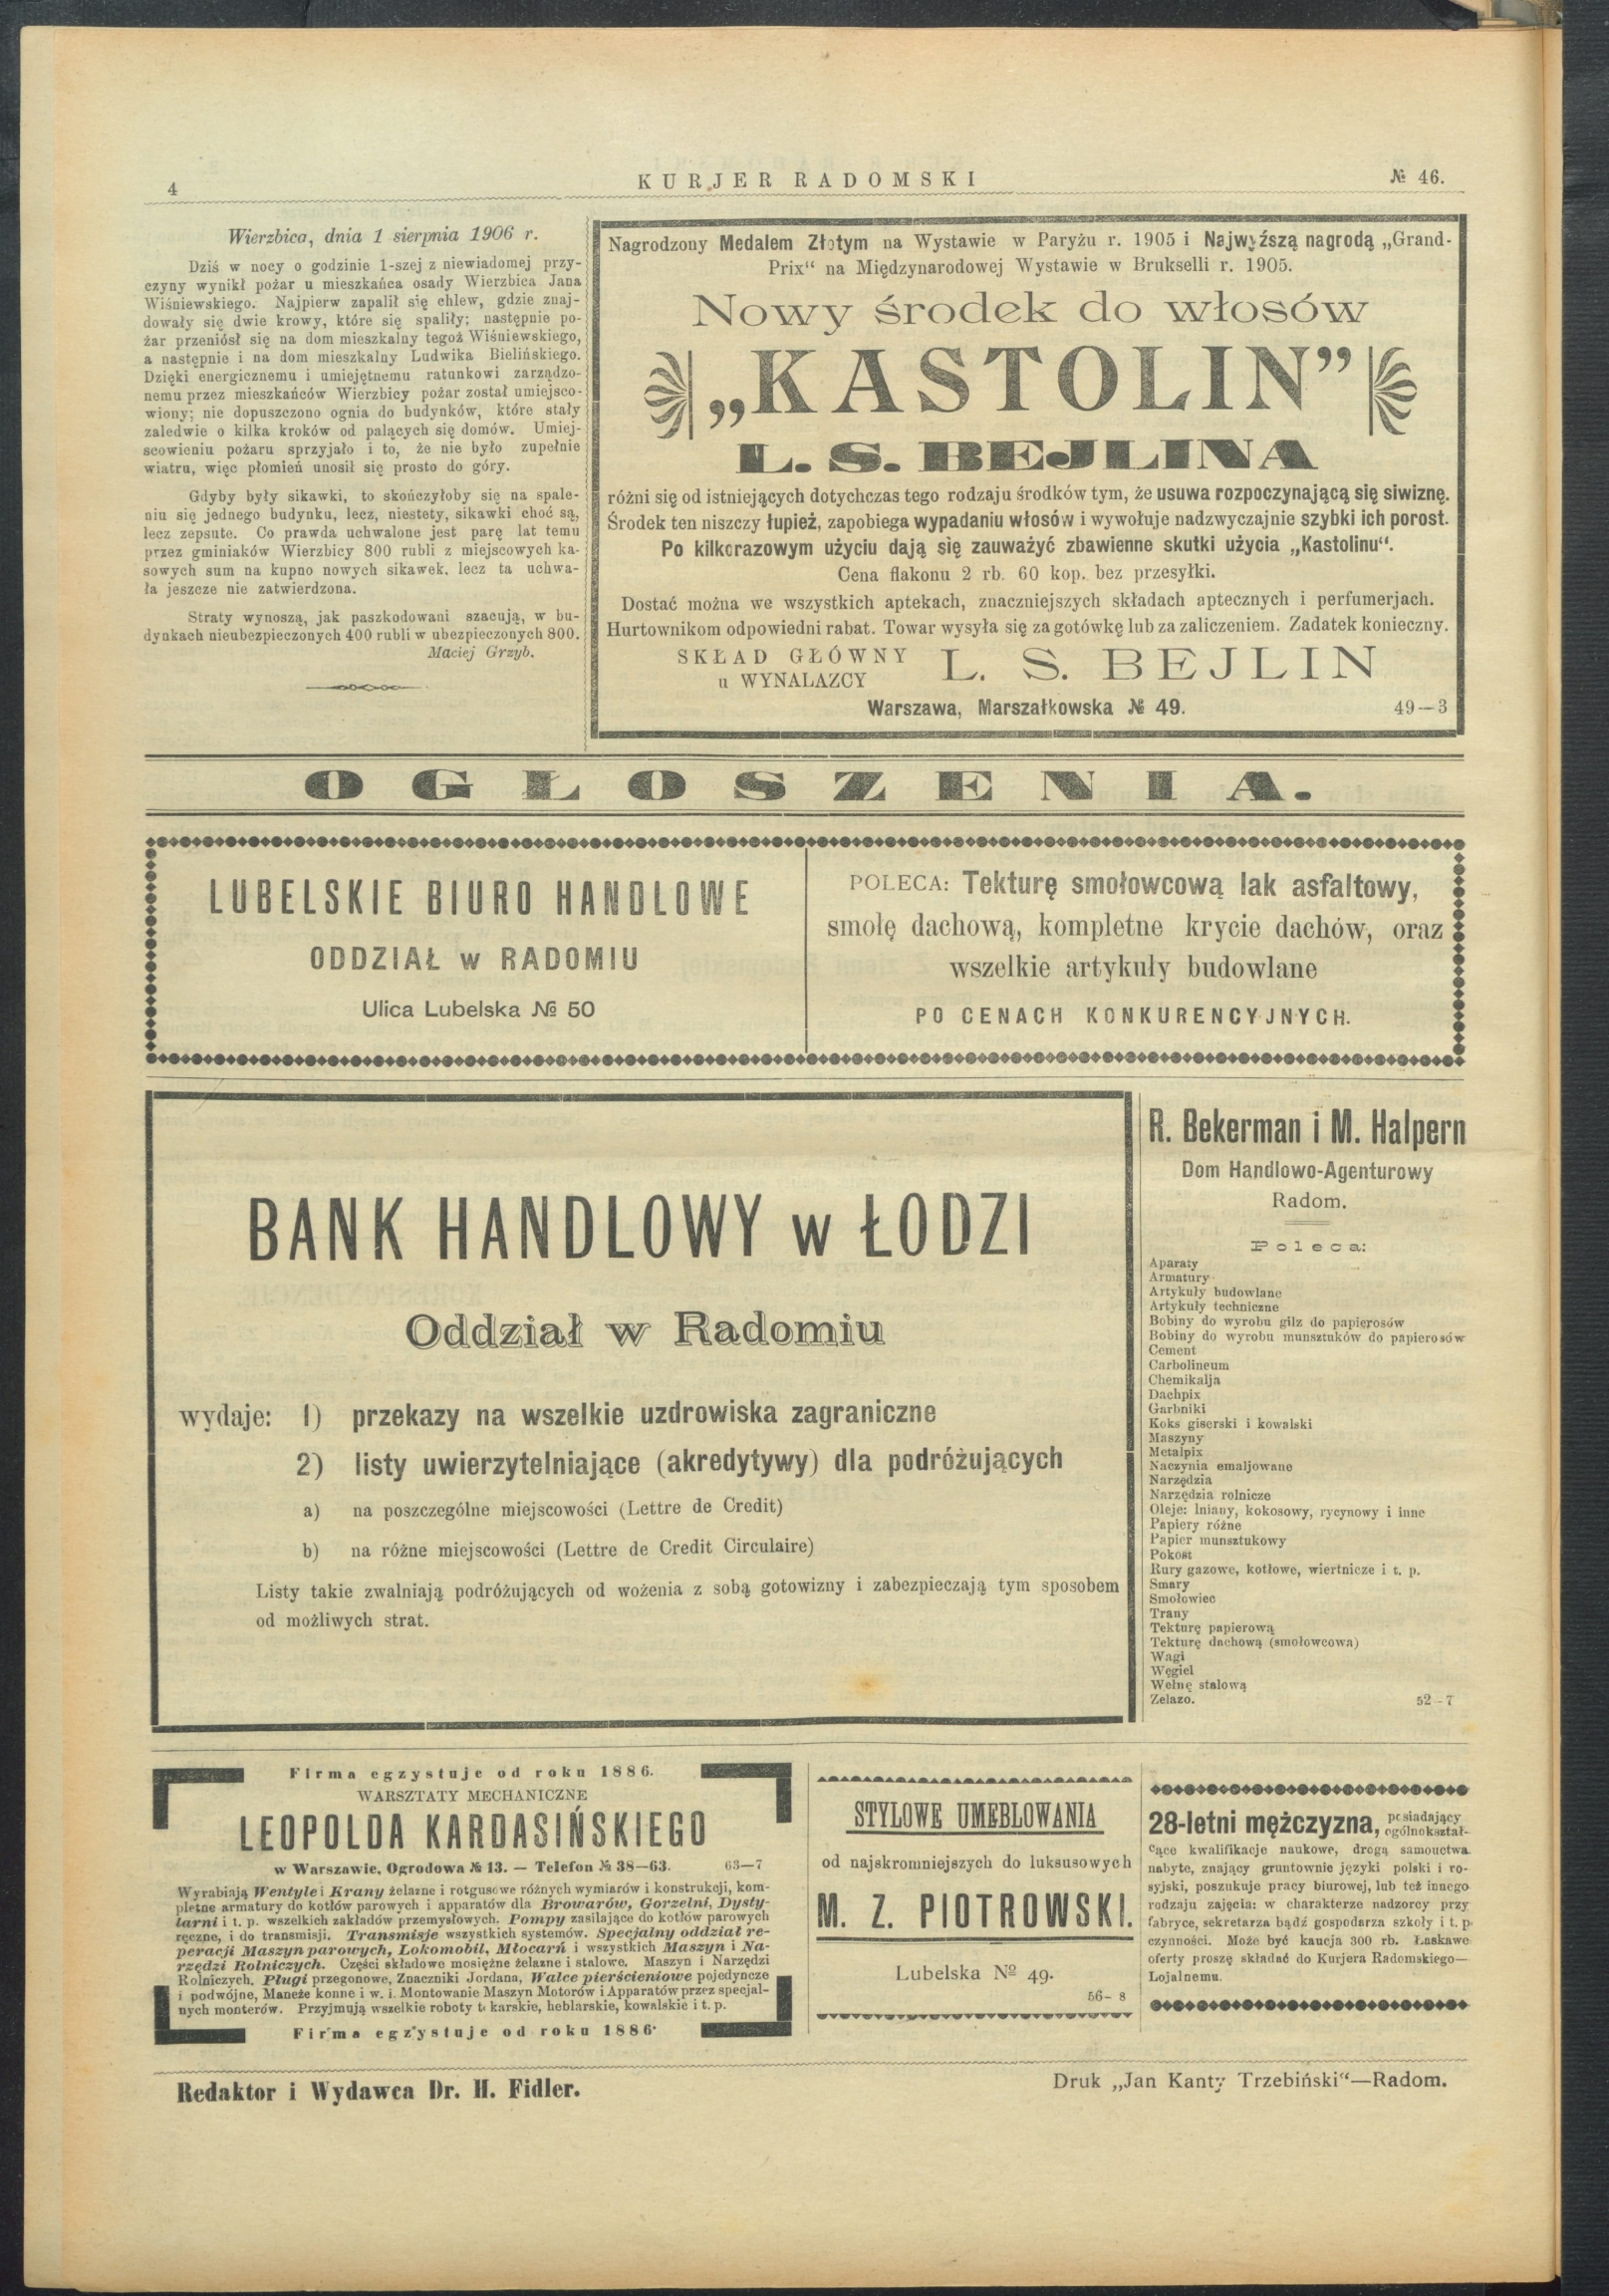 4
KURJER RADOMSKI
№ 46.
Wierzbica, dnia 1 sierpnia 1906 r.
Dziś w nocy o godzinie 1-szej z niewiadomej przy-
czyny wynikł pożar u mieszkańca osady Wierzbica Jana
Wiśniewskiego. Najpierw zapalił się chlew, gdzie znaj-
dowały się dwie krowy, które się spaliły; następnie po-
żar przeniósł się na dom mieszkalny tegoż Wiśniewskiego,
a następnie i na dom mieszkalny Ludwika Bielińskiego.
Dzięki energicznemu i umiejętnemu ratunkowi zarządzo-
nemu przez mieszkańców Wierzbicy pożar został umiejsco-
wiony; nie dopuszczono ognia do budynków, które stały
zaledwie o kilka kroków od palących się domów. Umiej-
scowieniu pożaru sprzyjało i to, że nie było zupełnie
wiatru, więc płomień unosił się prosto do góry.
Gdyby były sikawki, to skończyłoby się na spale-
niu się jednego budynku, lecz, niestety, sikawki choć są,
lecz zepsute. Co prawda uchwalone jest parę lat temu
przez gminiaków Wierzbicy 800 rubli z miejscowych ka-
sowych sum na kupno nowych sikawek, lecz ta uchwa-
ła jeszcze nie zatwierdzona.
Straty wynoszą, jak paszkodowani szacują, w bu-
dynkach nieubezpieczonych 400 rubli w ubezpieczonych 800.
Maciej Grzyb.
Nagrodzony Medalem Złotym na Wystawie w Paryżu r. 1905 i Najwyźszą nagrodą „Grand-
Prix“ na Międzynarodowej Wystawie w Brukselli r. 1905.
Nowy środek do włosów
„KASTOLIN”
L. S. BEJLINA
różni się od istniejących dotychczas tego rodzaju środków tym, że usuwa rozpoczynającą się siwiznę.
Środek ten niszczy łupież, zapobiega wypadaniu włosów i wywołuje nadzwyczajnie szybki ich porost.
Po kilkorazowym użyciu dają się zauważyć zbawienne skutki użycia „Kastolinu“.
Cena flakonu 2 rb. 60 kop. bez przesyłki.
Dostać można we wszystkich aptekach, znaczniejszych składach aptecznych i perfumerjach.
Hurtownikom odpowiedni rabat. Towar wysyła się za gotówkę lub za zaliczeniem. Zadatek konieczny.
SKŁAD GŁÓWNY
u WYNALAZCY
L. S. BEJLIN
Warszawa, Marszałkowska № 49.
49—3
OGŁOSZENIA.
LUBELSKIE BIURO HANDLOWE
ODDZIAŁ w RADOMIU
Ulica Lubelska № 50
POLECA: Tekturę smołowcową lak asfaltowy,
smołę dachową, kompletne krycie dachów, oraz
wszelkie artykuły budowlane
PO CENACH KONKURENCYJNYCH.
BANK HANDLOWY w ŁODZI
Oddział w Radomiu
wydaje: 1) przekazy na wszelkie uzdrowiska zagraniczne
2) listy uwierzytelniające (akredytywy) dla podróżujących
a) na poszczególne miejscowości (Lettre de Credit)
b) na różne miejscowości (Lettre de Credit Circulaire)
Listy takie zwalniają podróżujących od wożenia z sobą gotowizny i zabezpieczają tym sposobem
od możliwych strat.
R. Bekerman i M. Halpern
Dom Handlowo-Agenturowy
Radom.
Poleca:
Aparaty
Armatury
Artykuły budowlane
Artykuły techniczne
Bobiny do wyrobu gilz do papierosów
Bobiny do wyrobu munsztuków do papierosów
Cement
Carbolineum
Chemikalja
Dachpix
Garbniki
Koks giserski i kowalski
Maszyny
Metalpix
Naczynia emaljowane
Narzędzia
Narzędzia rolnicze
Oleje: lniany, kokosowy, rycynowy i inne
Papiery różne
Papier munsztukowy
Pokost
Rury gazowe, kotłowe, wiertnicze i t. p.
Smary
Smołowiec
Trany
Tekturę papierową
Tekturę dachową (smołowcowa)
Wagi
Węgiel
Wełnę stalową
Żelazo.
52—7
Firma egzystuje od roku 1886.
WARSZTATY MECHANICZNE
LEOPOLDA KARDASIŃSKIEGO
w Warszawie, Ogrodowa № 13. — Telefon № 38—63.
63—7
Wyrabiają Wentyle i Krany żelazne i rotgusowe różnych wymiarów i konstrukcji, kom-
pletne armatury do kotłów parowych i apparatów dla Browarów, Gorzelni, Dysty-
larni i t. p. wszelkich zakładów przemysłowych. Pompy zasilające do kotłów parowych
ręczne, i do transmisji. Transmisje wszystkich systemów. Specjalny oddział re-
peracji Maszyn parowych, Lokomobil, Młocarń i wszystkich Maszyn i Na-
rzędzi Rolniczych. Części składowe mosiężne żelazne i stalowe. Maszyn i Narzędzi
Rolniczych. Pługi przegonowe, Znaczniki Jordana, Walce pierścieniowe pojedyncze
i podwójne, Maneże konne i w. i. Montowanie Maszyn Motorów i Apparatów przez specjal-
nych monterów. Przyjmują wszelkie roboty tokarskie, heblarskie, kowalskie i t. p.
Firma egzystuje od roku 1886.
STYLOWE UMEBLOWANIA
od najskromniejszych do luksusowych
M. Z. PIOTROWSKI.
Lubelska № 49.
56—8
28-letni mężczyzna, posiadający
ogólnokształ-
cące kwalifikacje naukowe, drogą samouctwa
nabyte, znający gruntownie języki polski i ro-
syjski, poszukuje pracy biurowej, lub też innego
rodzaju zajęcia: w charakterze nadzorcy przy
fabryce, sekretarza bądź gospodarza szkoły i t. p.
czynności. Może być kaucja 300 rb. Łaskawe
oferty proszę składać do Kurjera Radomskiego—
Lojalnemu.
Redaktor i Wydawca Dr. H. Fidler.
Druk „Jan Kanty Trzebiński“—Radom.